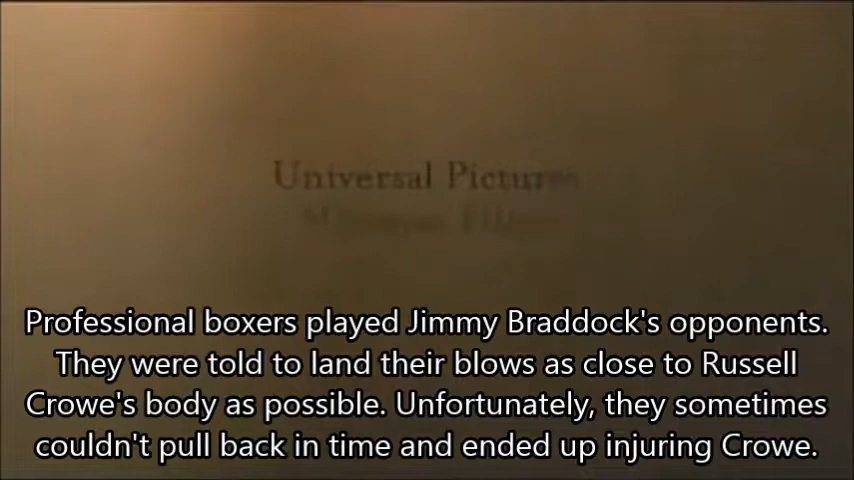 Universal Pictures
Professional boxers played Jimmy Braddock's opponents.
They were told to land their blows as close to Russell
Crowe's body as possible. Unfortunately, they sometimes
couldn't pull back in time and ended up injuring Crowe.